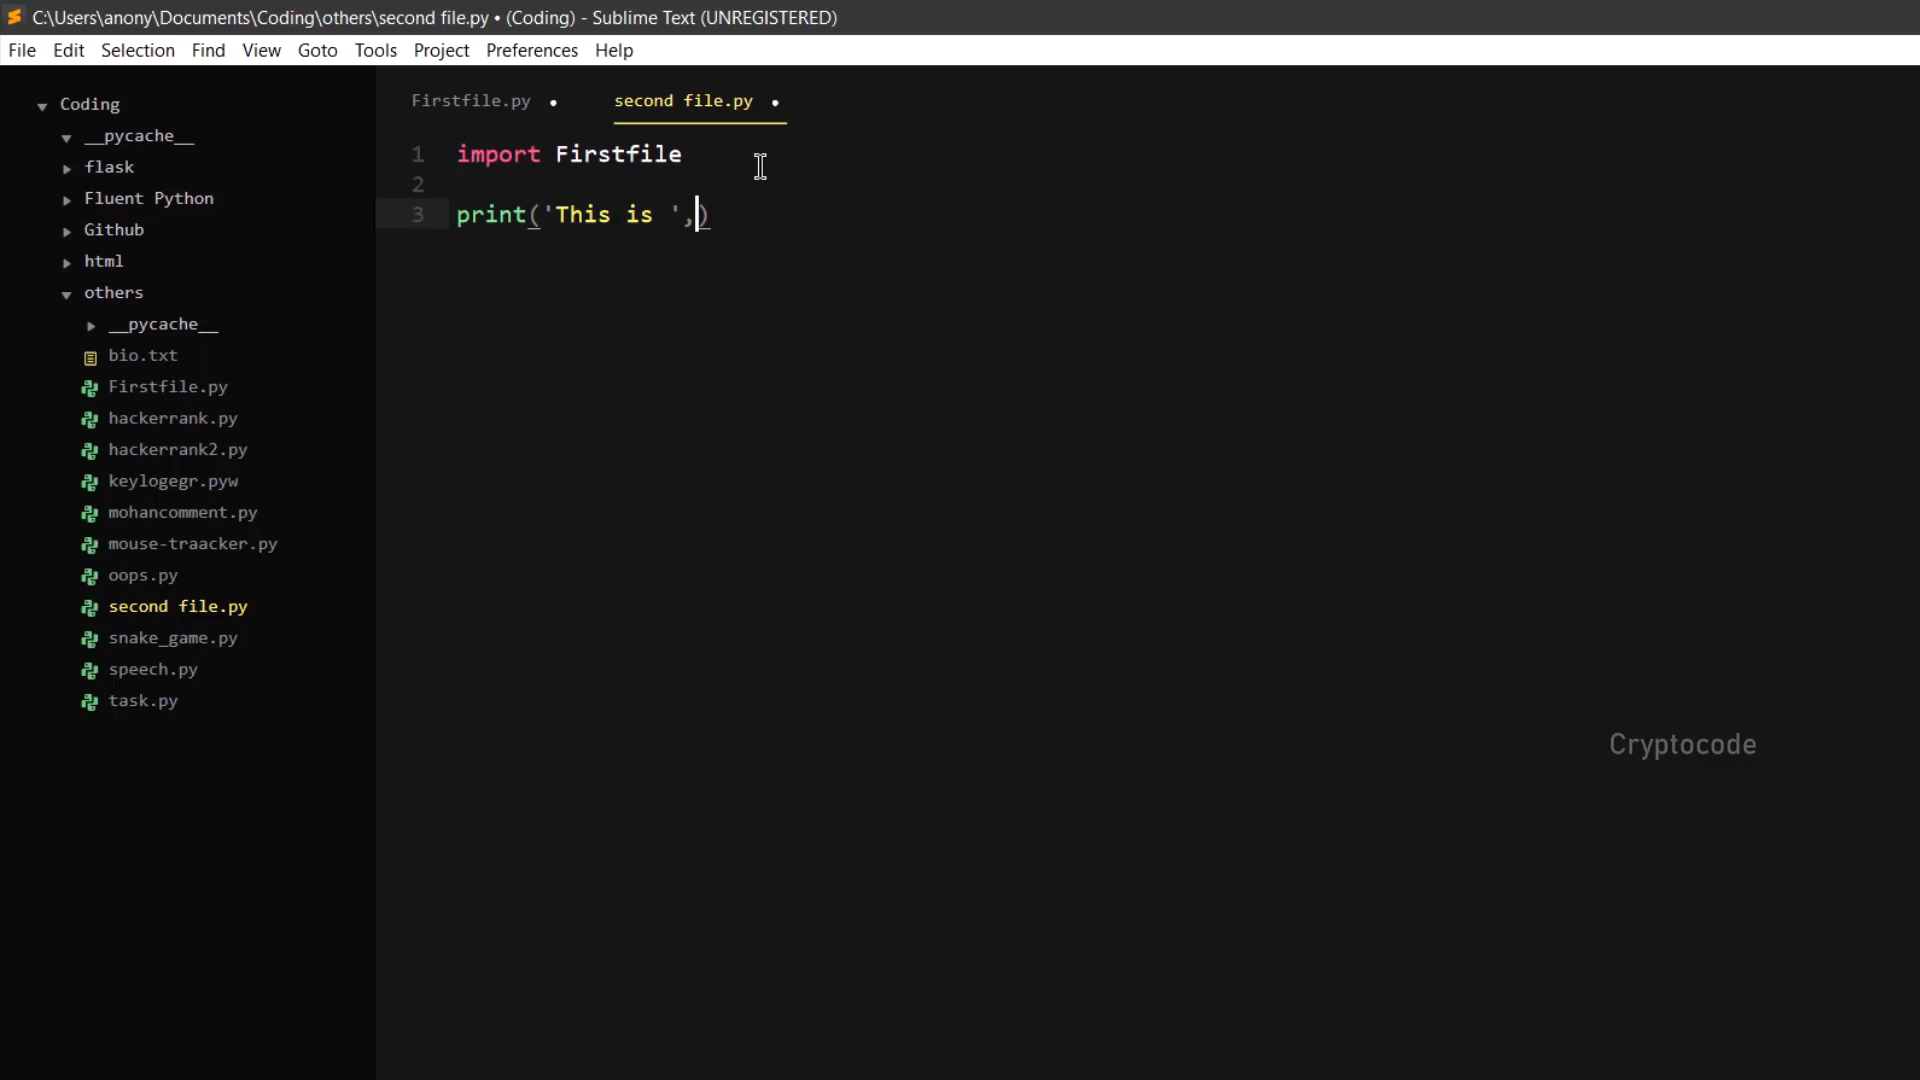 C:\Users\anony\Documents\Coding\others\second file.py • (Coding) - Sublime Text (UNREGISTERED)
File Edit Selection Find View Goto Tools Project Preferences Help
Coding
__pycache__
flask
Fluent Python
Github
html
others
__pycache__
bio.txt
Firstfile.py
hackerrank.py
hackerrank2.py
keylogegr.pyw
mohancomment.py
mouse-traacker.py
oops.py
second file.py
snake_game.py
speech.py
task.py
Firstfile.py • second file.py •
1 import Firstfile
2
3 print('This is ',)
Cryptocode